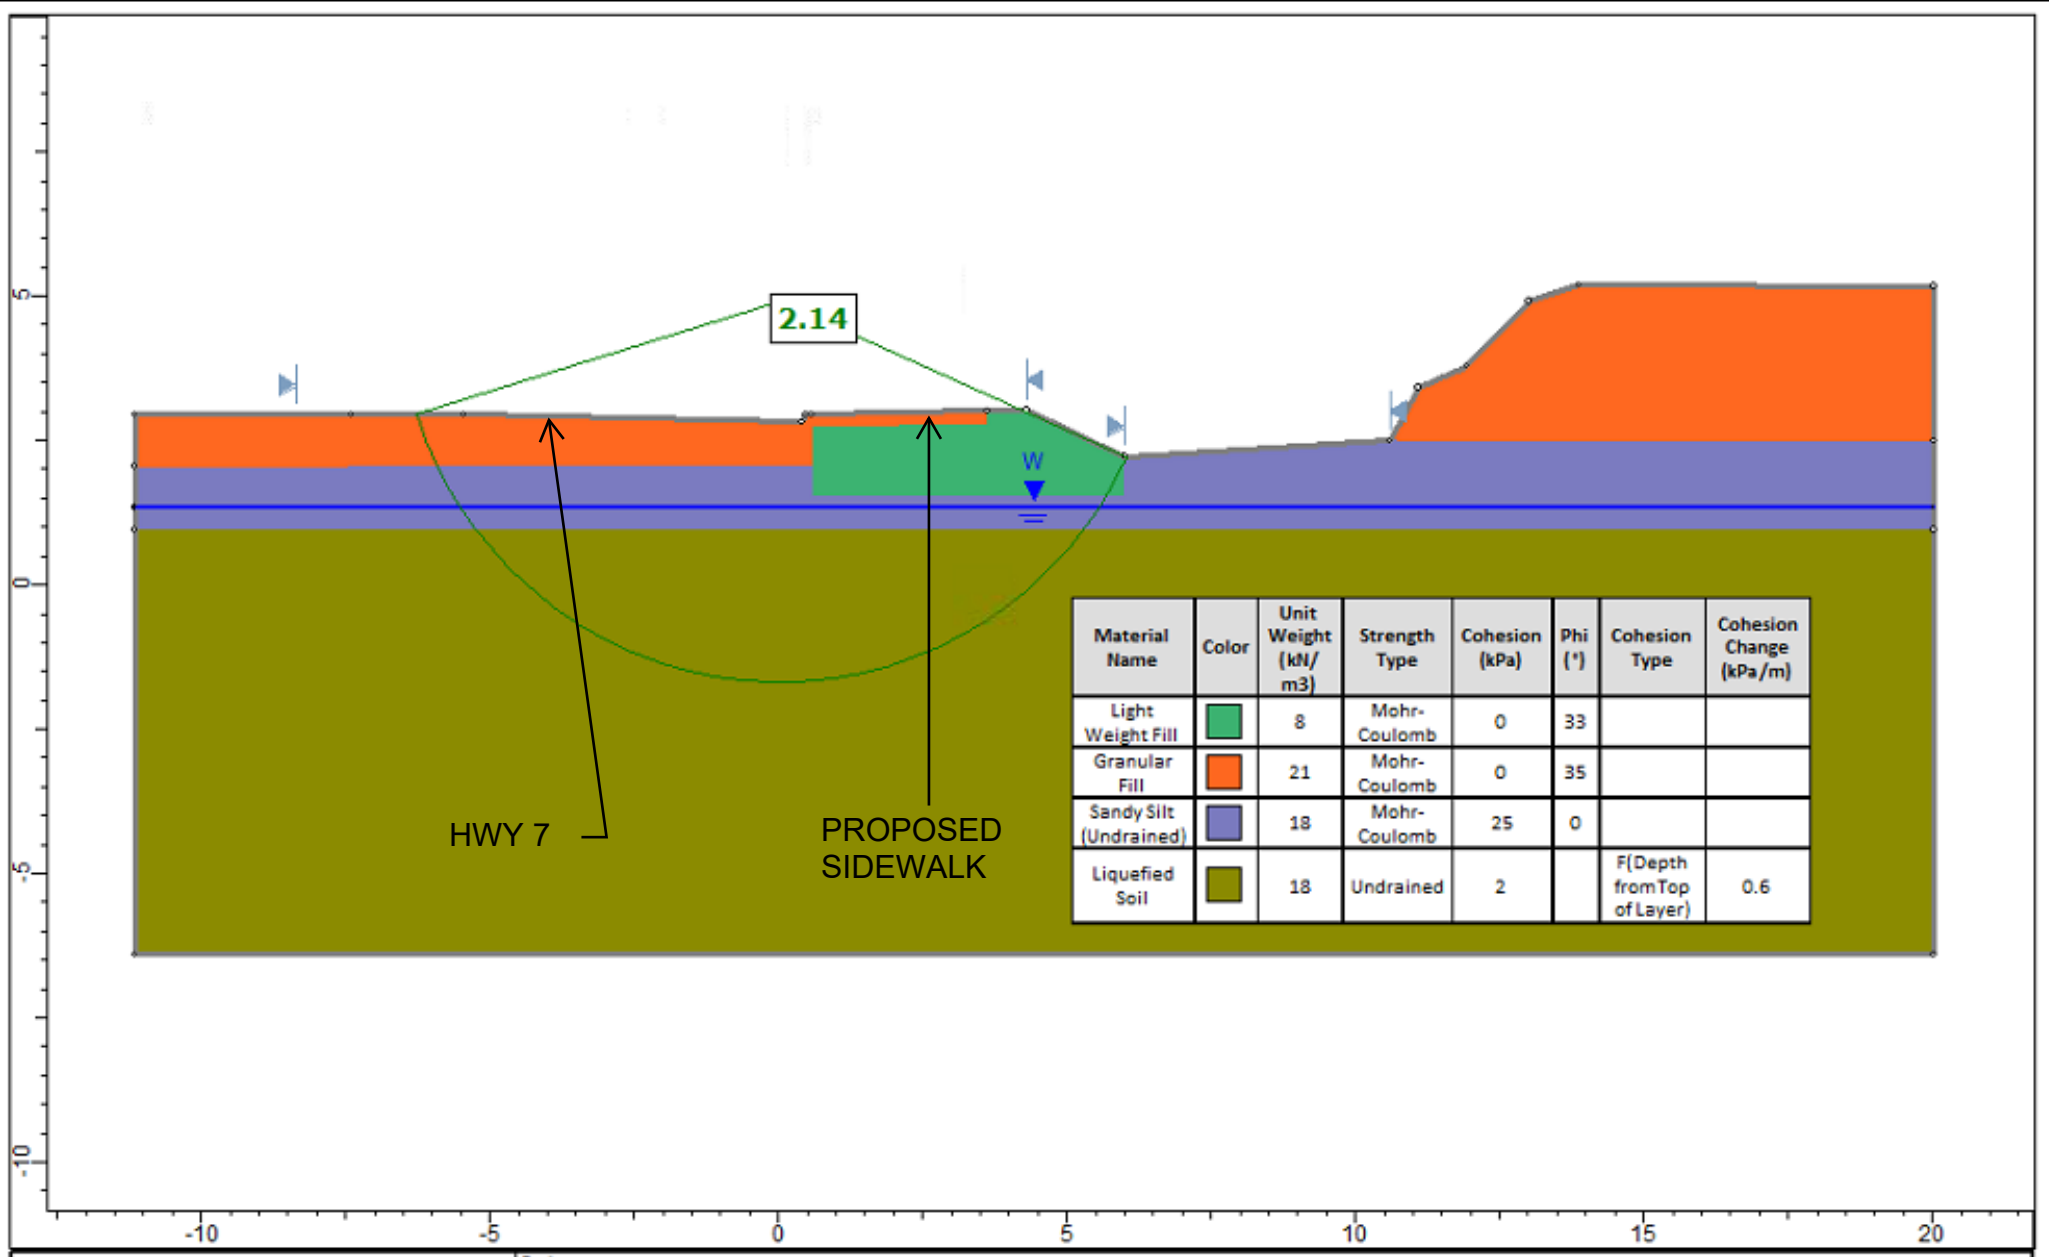 5
2.14
W
0
Material
Name
Color
Unit
Weight
(kN/
m3)
Strength
Type
Cohesion
(kPa)
Phi
(°)
Cohesion
Type
Cohesion
Change
(kPa/m)
Light
Weight Fill
8
Mohr-
Coulomb
0
33
Granular
Fill
21
Mohr-
Coulomb
0
35
Sandy Silt
(Undrained)
18
Mohr-
Coulomb
25
0
Liquefied
Soil
18
Undrained
2
F(Depth
from Top
of Layer)
0.6
HWY 7
PROPOSED
SIDEWALK
-5
-10
-10
-5
0
5
10
15
20